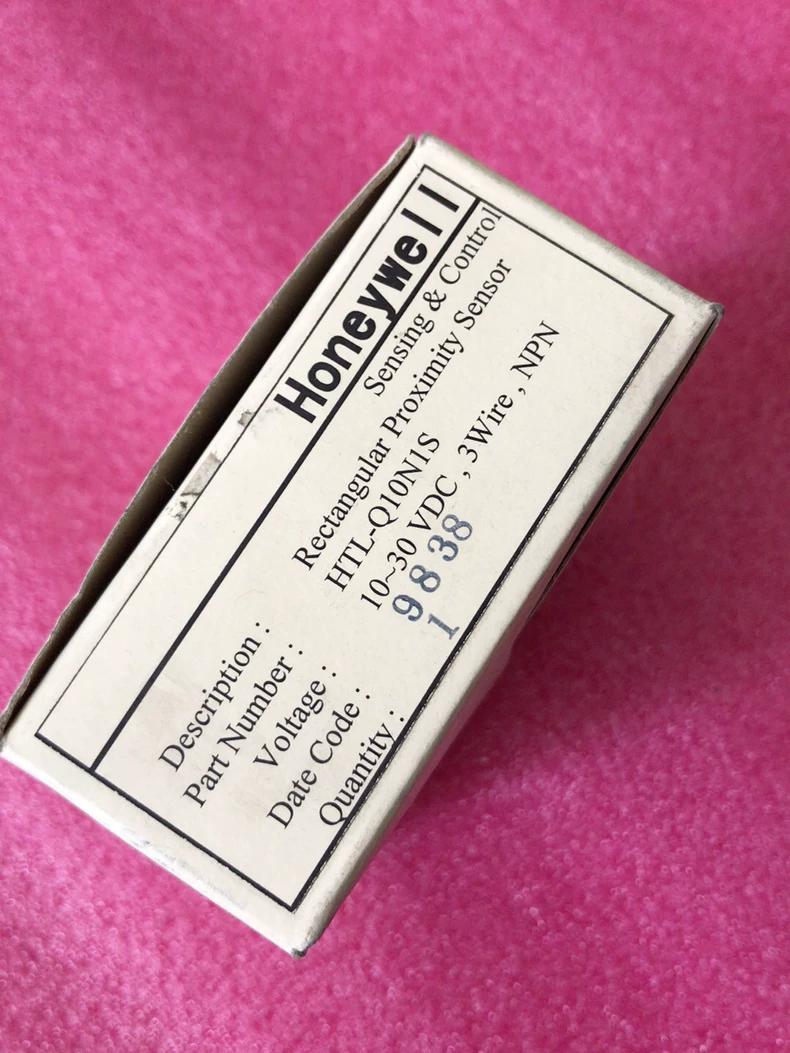 Honeywell
Sensing & Control
Description : Rectangular Proximity Sensor
Part Number : HTL-Q10N1S
Voltage : 10~30 VDC , 3Wire , NPN
Date Code : 9838
Quantity : 1